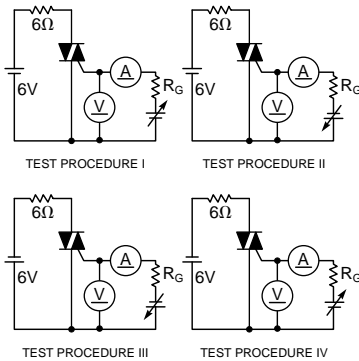 6Ω
6V
A
V
RG
TEST PROCEDURE I
6Ω
6V
A
V
RG
TEST PROCEDURE II
6Ω
6V
A
V
RG
TEST PROCEDURE III
6Ω
6V
A
V
RG
TEST PROCEDURE IV